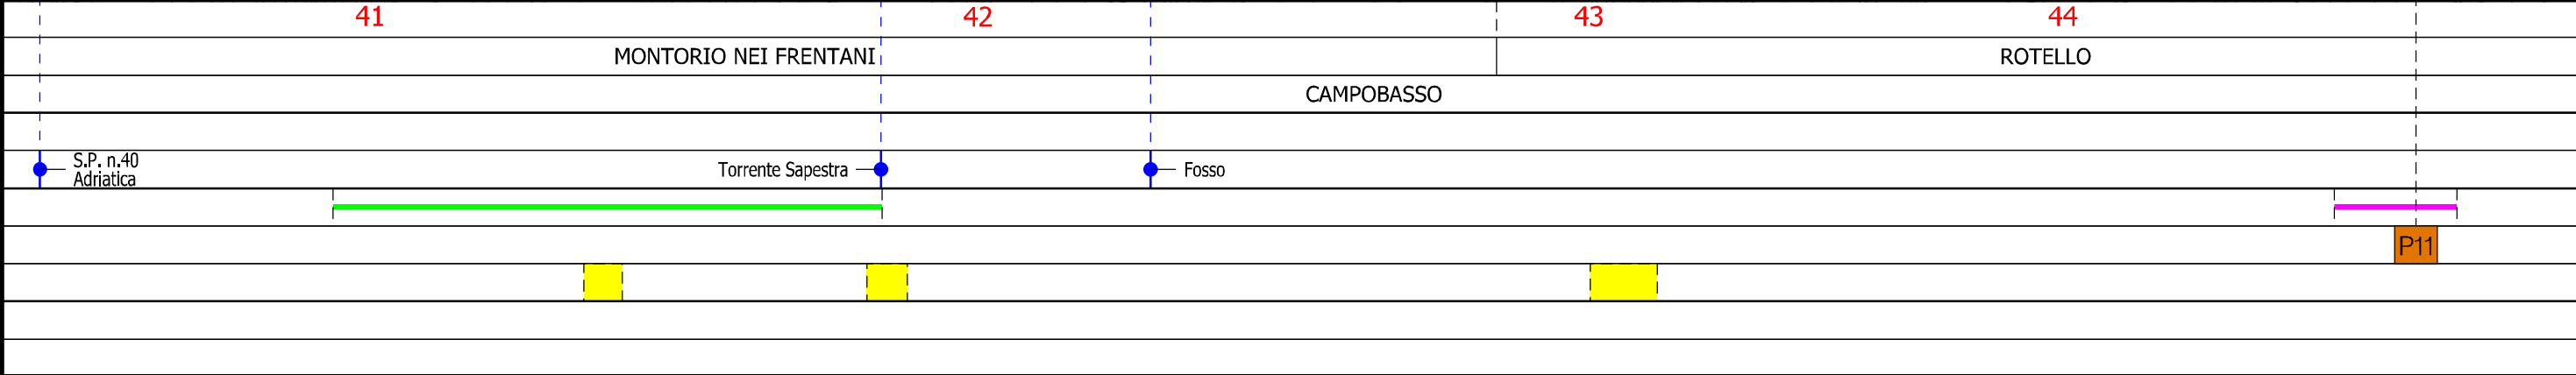 41 42 43 44
MONTORIO NEI FRENTANI ROTELLO
CAMPOBASSO
S.P. n.40
Adriatica
Torrente Sapestra
Fosso
P11